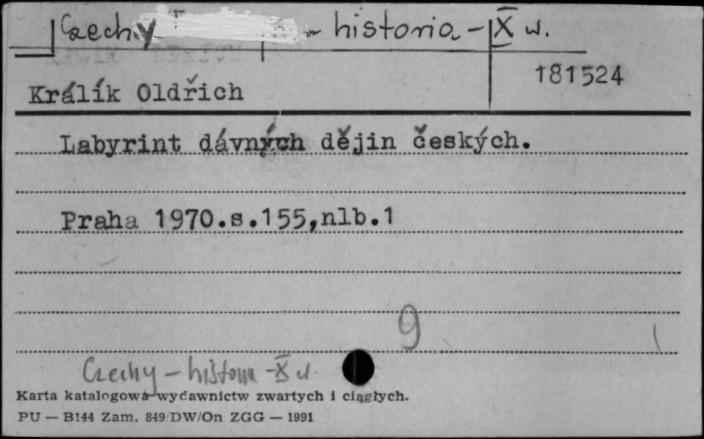 Czechy - historia - X w.
181524
Králík Oldřich
Labyrint dávných dějin českých.
Praha 1970.s.155,nlb.1
9
Czechy - historia - X w.
Karta katalogowa wydawnictw zwartych i ciągłych.
PU — B144 Zam. 849 DW/On ZGG — 1991